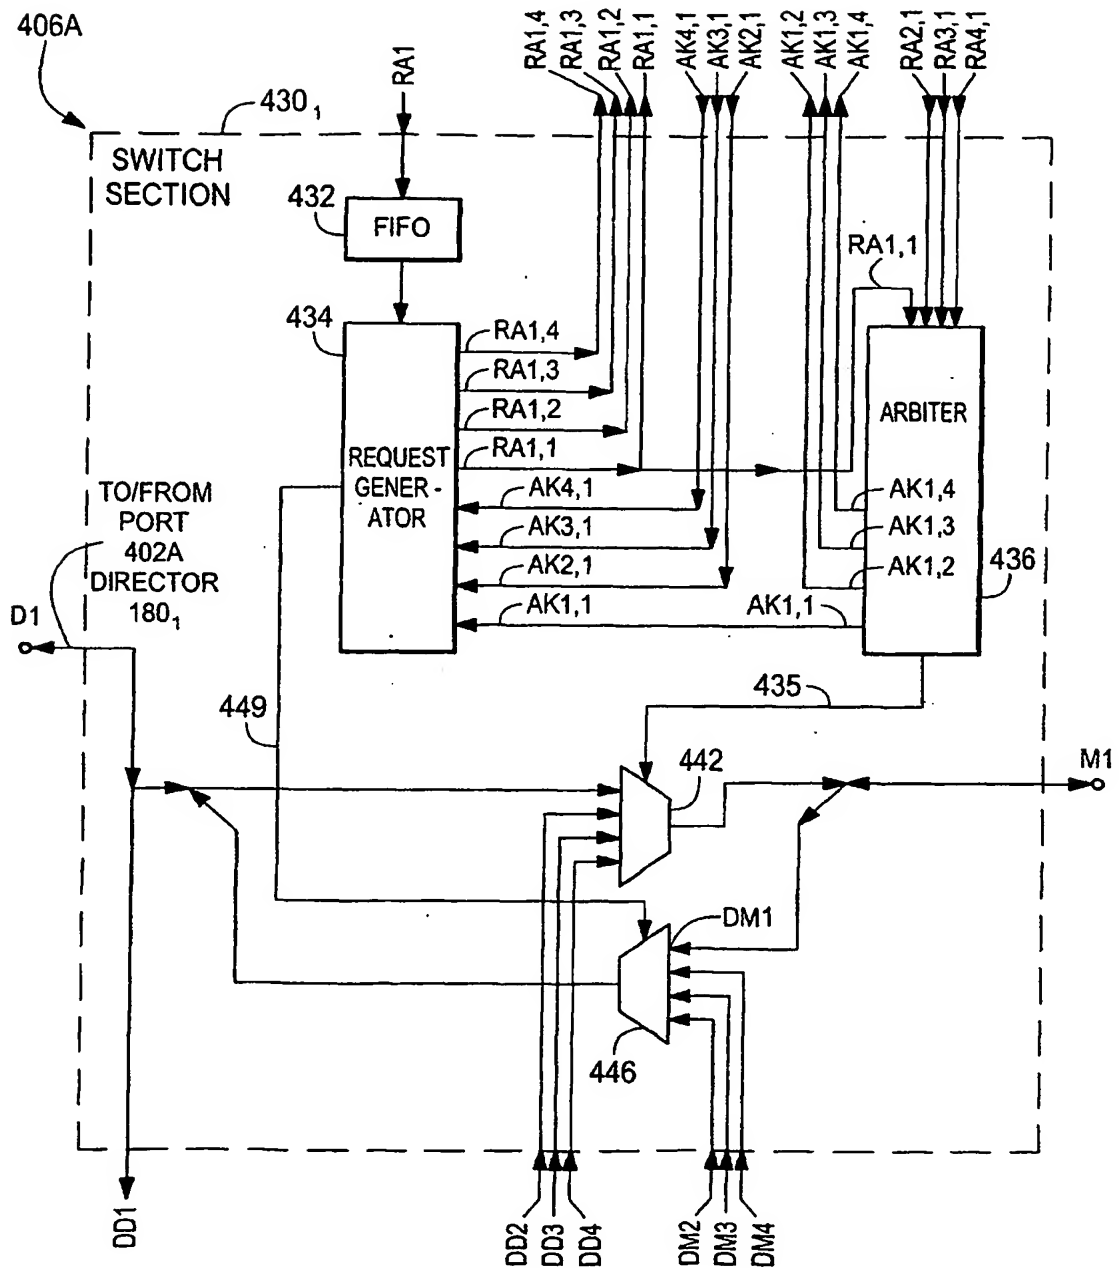 406A
RA1
RA1,4
RA1,3
RA1,2
RA1,1
AK4,1
AK3,1
AK2,1
AK1,2
AK1,3
AK1,4
RA2,1
RA3,1
RA4,1
430₁
SWITCH
SECTION
432
FIFO
RA1,1
434
RA1,4
RA1,3
RA1,2
RA1,1
REQUEST
GENER-
ATOR
ARBITER
AK4,1
AK3,1
AK2,1
AK1,1
AK1,4
AK1,3
AK1,2
AK1,1
436
TO/FROM
PORT
402A
DIRECTOR
180₁
D1
449
435
442
M1
DM1
446
DD1
DD2
DD3
DD4
DM2
DM3
DM4